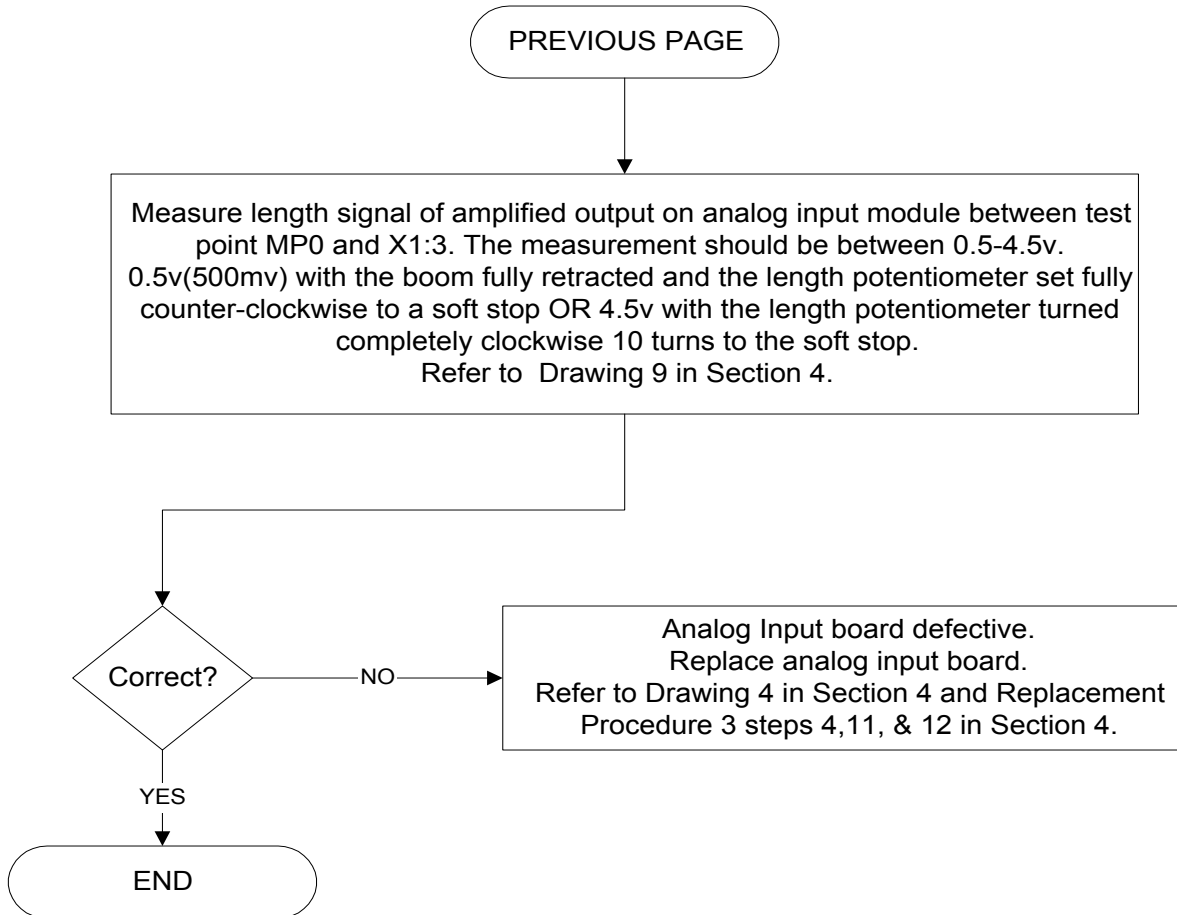 PREVIOUS PAGE
Measure length signal of amplified output on analog input module between test
point MP0 and X1:3. The measurement should be between 0.5-4.5v.
0.5v(500mv) with the boom fully retracted and the length potentiometer set fully
counter-clockwise to a soft stop OR 4.5v with the length potentiometer turned
completely clockwise 10 turns to the soft stop.
Refer to Drawing 9 in Section 4.
Correct?
NO
Analog Input board defective.
Replace analog input board.
Refer to Drawing 4 in Section 4 and Replacement
Procedure 3 steps 4,11, & 12 in Section 4.
YES
END